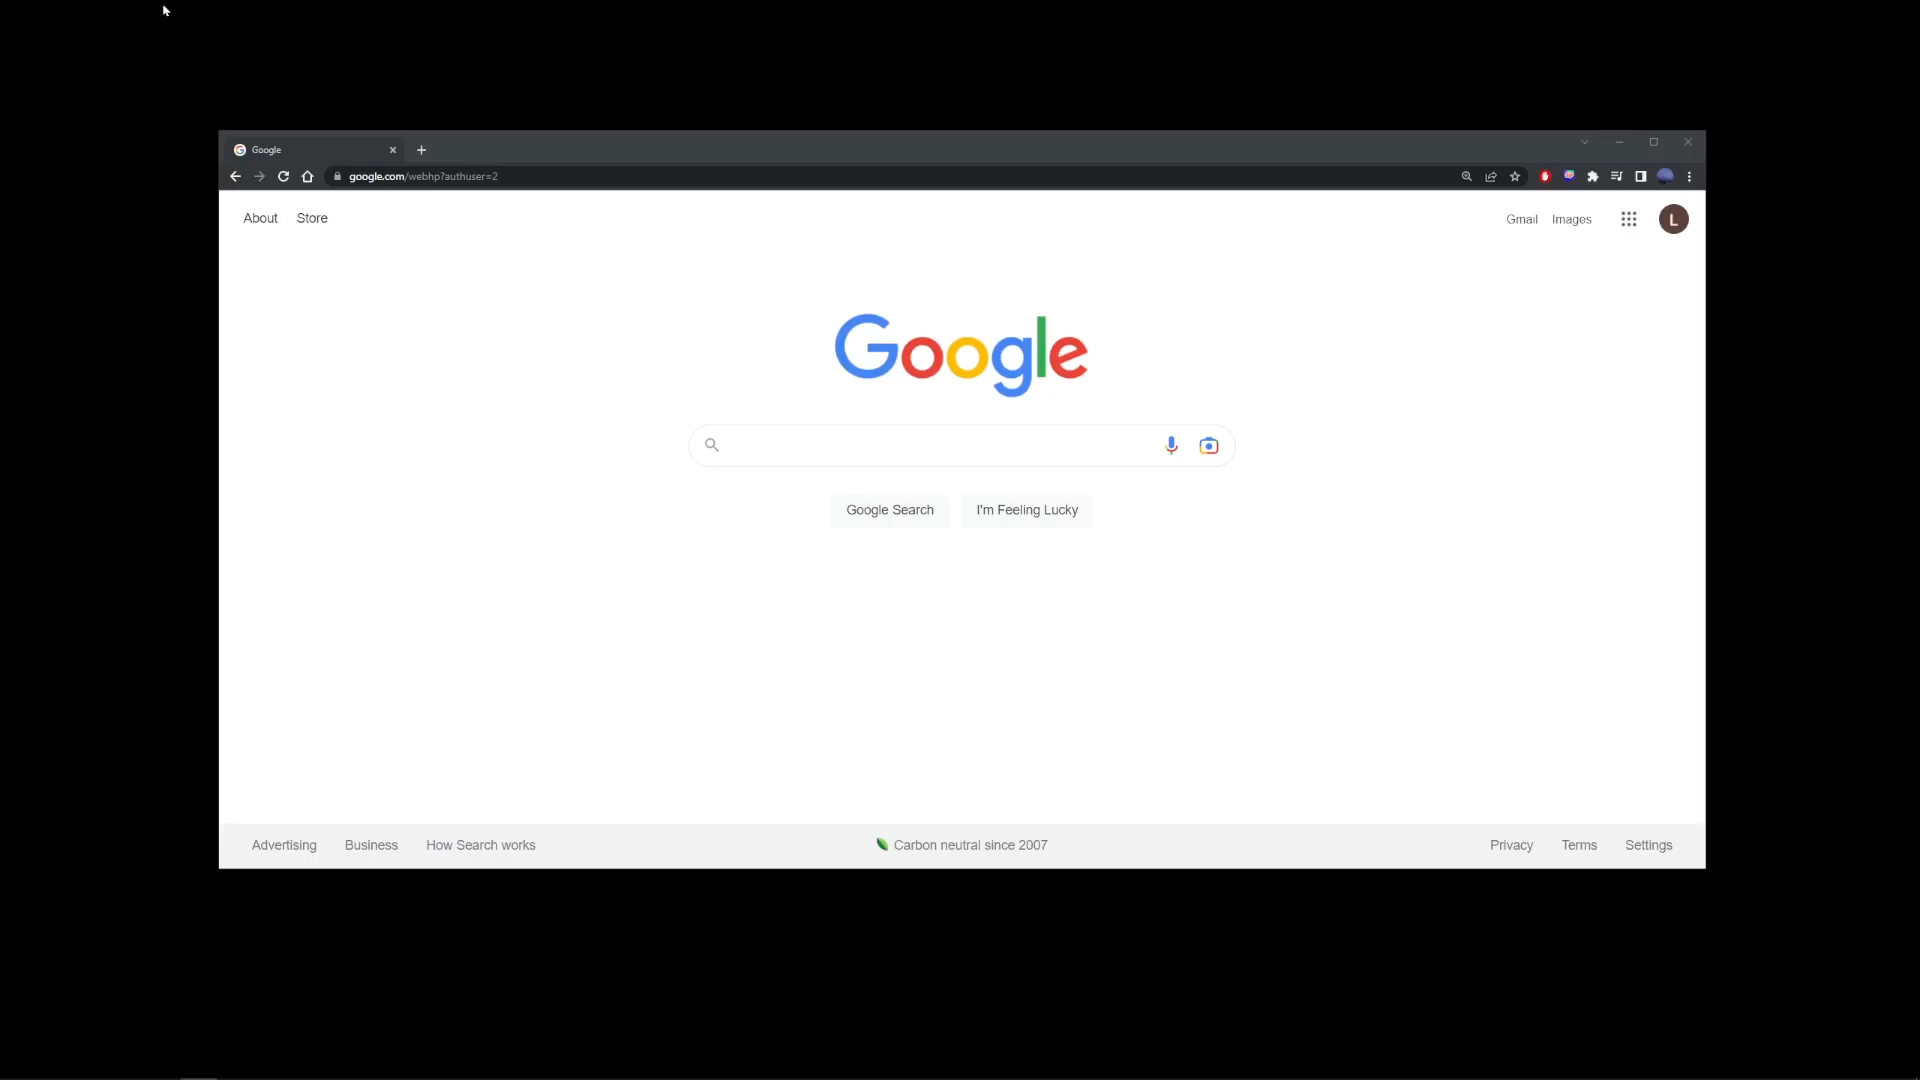 Google
google.com/webhp?authuser=2
About Store
Gmail Images
L
Google
Google Search I'm Feeling Lucky
Advertising Business How Search works
Carbon neutral since 2007
Privacy Terms Settings